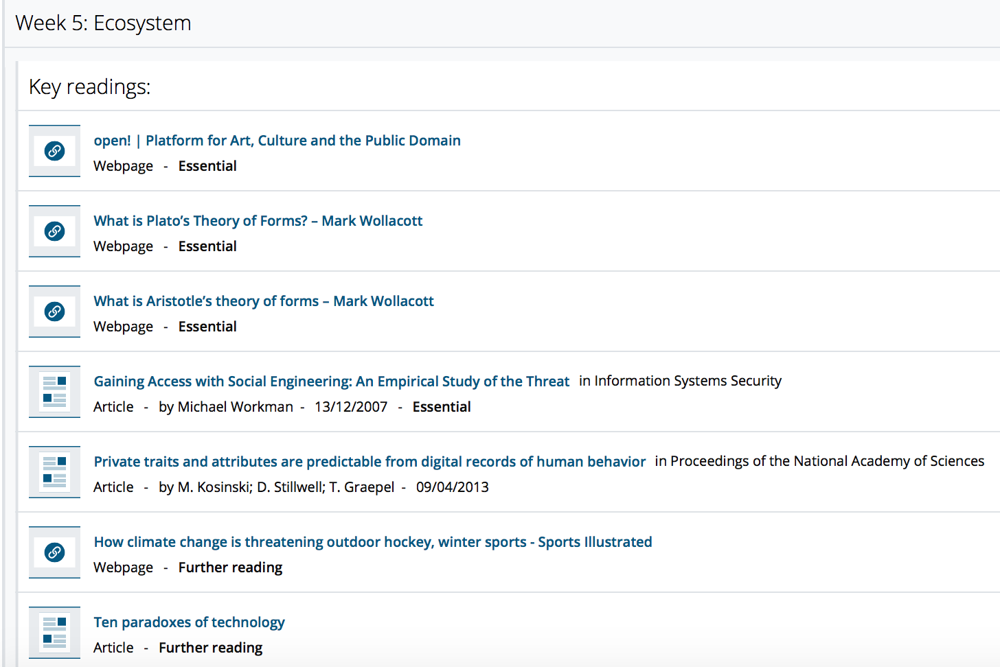 Week 5: Ecosystem
Key readings:
open! | Platform for Art, Culture and the Public Domain
Webpage - Essential
What is Plato’s Theory of Forms? – Mark Wollacott
Webpage - Essential
What is Aristotle’s theory of forms – Mark Wollacott
Webpage - Essential
Gaining Access with Social Engineering: An Empirical Study of the Threat in Information Systems Security
Article - by Michael Workman - 13/12/2007 - Essential
Private traits and attributes are predictable from digital records of human behavior in Proceedings of the National Academy of Sciences
Article - by M. Kosinski; D. Stillwell; T. Graepel - 09/04/2013
How climate change is threatening outdoor hockey, winter sports - Sports Illustrated
Webpage - Further reading
Ten paradoxes of technology
Article - Further reading